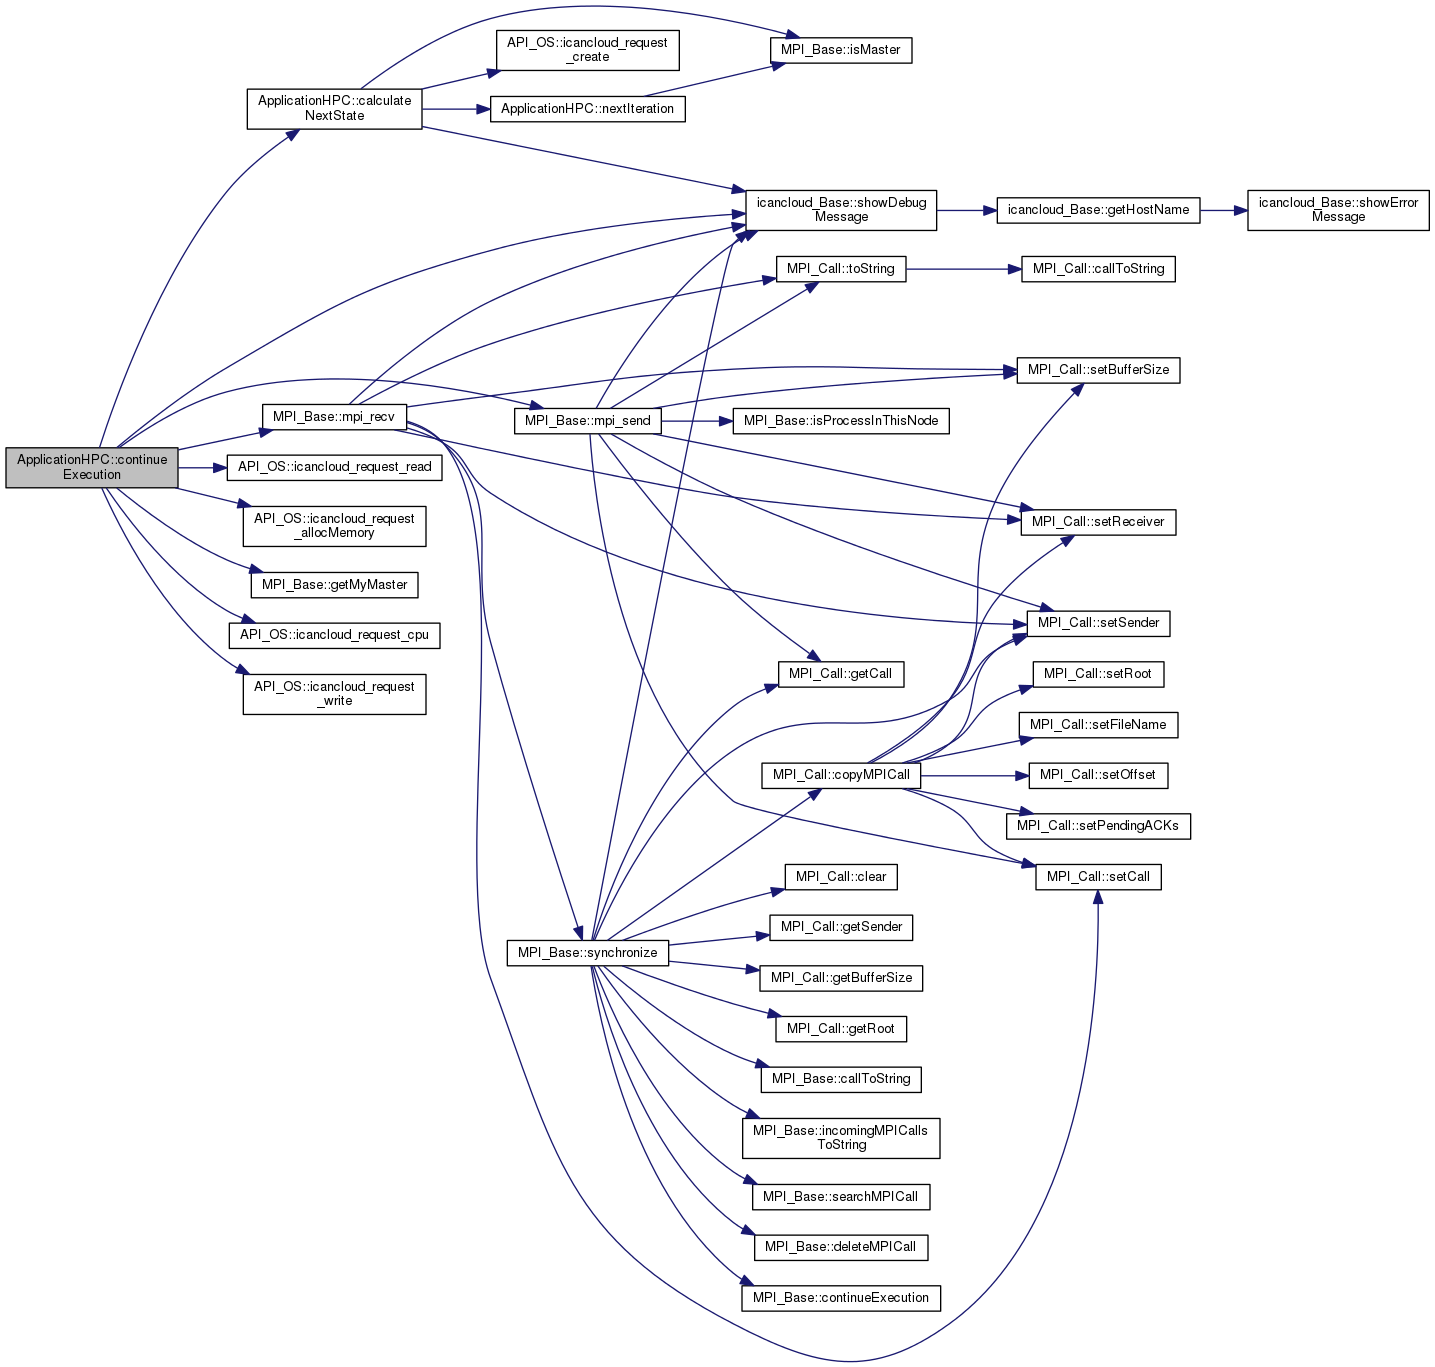 API_OS::icancloud_request
_create
MPI_Base::isMaster
ApplicationHPC::calculate
NextState
ApplicationHPC::nextIteration
icancloud_Base::showDebug
Message
icancloud_Base::getHostName
icancloud_Base::showError
Message
MPI_Call::toString
MPI_Call::callToString
MPI_Call::setBufferSize
MPI_Base::mpi_recv
MPI_Base::mpi_send
MPI_Base::isProcessInThisNode
ApplicationHPC::continue
Execution
API_OS::icancloud_request_read
API_OS::icancloud_request
_allocMemory
MPI_Call::setReceiver
MPI_Base::getMyMaster
API_OS::icancloud_request_cpu
MPI_Call::setSender
MPI_Call::getCall
MPI_Call::setRoot
API_OS::icancloud_request
_write
MPI_Call::setFileName
MPI_Call::copyMPICall
MPI_Call::setOffset
MPI_Call::setPendingACKs
MPI_Call::clear
MPI_Call::setCall
MPI_Call::getSender
MPI_Base::synchronize
MPI_Call::getBufferSize
MPI_Call::getRoot
MPI_Base::callToString
MPI_Base::incomingMPICalls
ToString
MPI_Base::searchMPICall
MPI_Base::deleteMPICall
MPI_Base::continueExecution